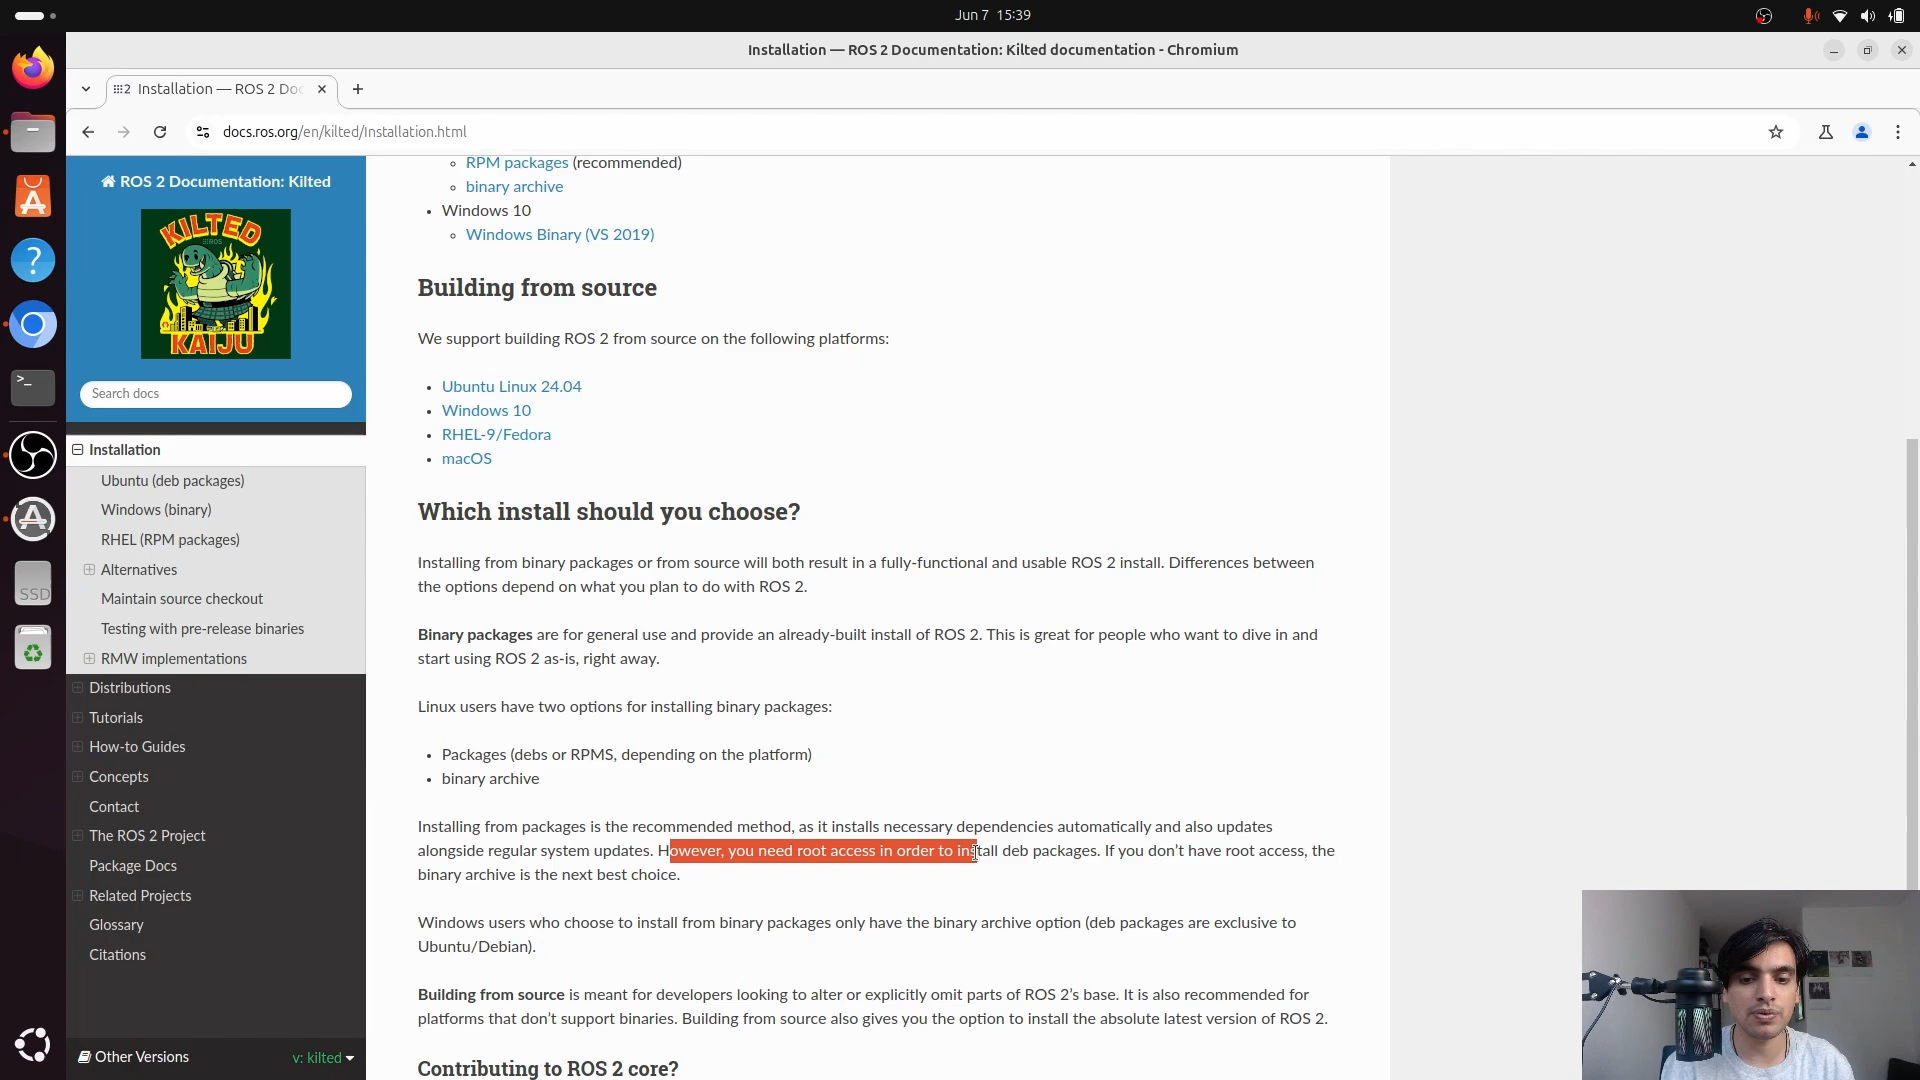 Jun 7 15:39
Installation — ROS 2 Documentation: Kilted documentation - Chromium
Installation — ROS 2 Doc
docs.ros.org/en/kilted/Installation.html
ROS 2 Documentation: Kilted
KILTED
ROS
KAIJU
Search docs
Installation
Ubuntu (deb packages)
Windows (binary)
RHEL (RPM packages)
Alternatives
Maintain source checkout
Testing with pre-release binaries
RMW implementations
Distributions
Tutorials
How-to Guides
Concepts
Contact
The ROS 2 Project
Package Docs
Related Projects
Glossary
Citations
Other Versions
v: kilted
SSD
RPM packages (recommended)
binary archive
Windows 10
Windows Binary (VS 2019)
Building from source
We support building ROS 2 from source on the following platforms:
Ubuntu Linux 24.04
Windows 10
RHEL-9/Fedora
macOS
Which install should you choose?
Installing from binary packages or from source will both result in a fully-functional and usable ROS 2 install. Differences between
the options depend on what you plan to do with ROS 2.
Binary packages are for general use and provide an already-built install of ROS 2. This is great for people who want to dive in and
start using ROS 2 as-is, right away.
Linux users have two options for installing binary packages:
Packages (debs or RPMS, depending on the platform)
binary archive
Installing from packages is the recommended method, as it installs necessary dependencies automatically and also updates
alongside regular system updates. However, you need root access in order to install deb packages. If you don’t have root access, the
binary archive is the next best choice.
Windows users who choose to install from binary packages only have the binary archive option (deb packages are exclusive to
Ubuntu/Debian).
Building from source is meant for developers looking to alter or explicitly omit parts of ROS 2’s base. It is also recommended for
platforms that don’t support binaries. Building from source also gives you the option to install the absolute latest version of ROS 2.
Contributing to ROS 2 core?